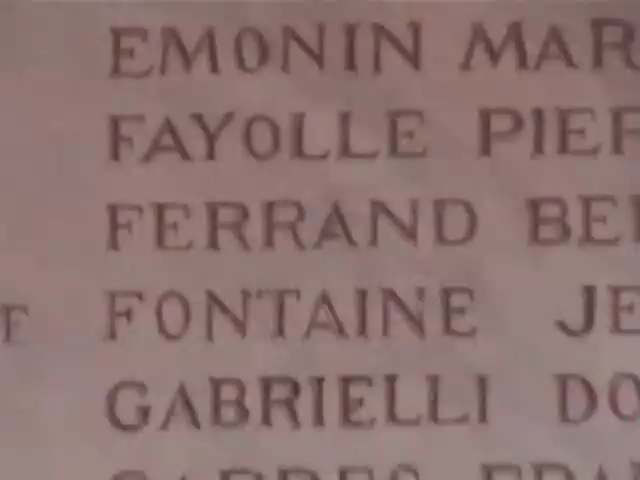 EMONIN MAR
FAYOLLE PIER
FERRAND BE
FONTAINE JE
GABRIELLI DO